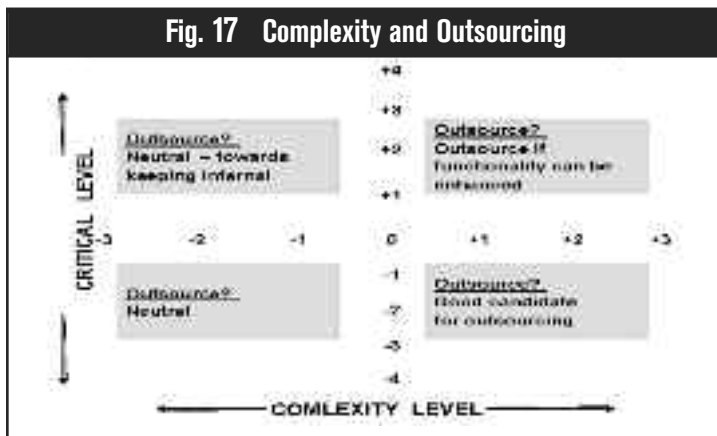 Fig. 17 Complexity and Outsourcing
+4
+3
Outsource?
Neutral – towards
keeping internal
+2
Outsource?
Outsource if
functionality can be
enhanced
+1
CRITICAL LEVEL
-3 -2 -1 0 +1 +2 +3
-1
Outsource?
Neutral
-2
Outsource?
Good candidate
for outsourcing
-3
-4
COMLEXITY LEVEL